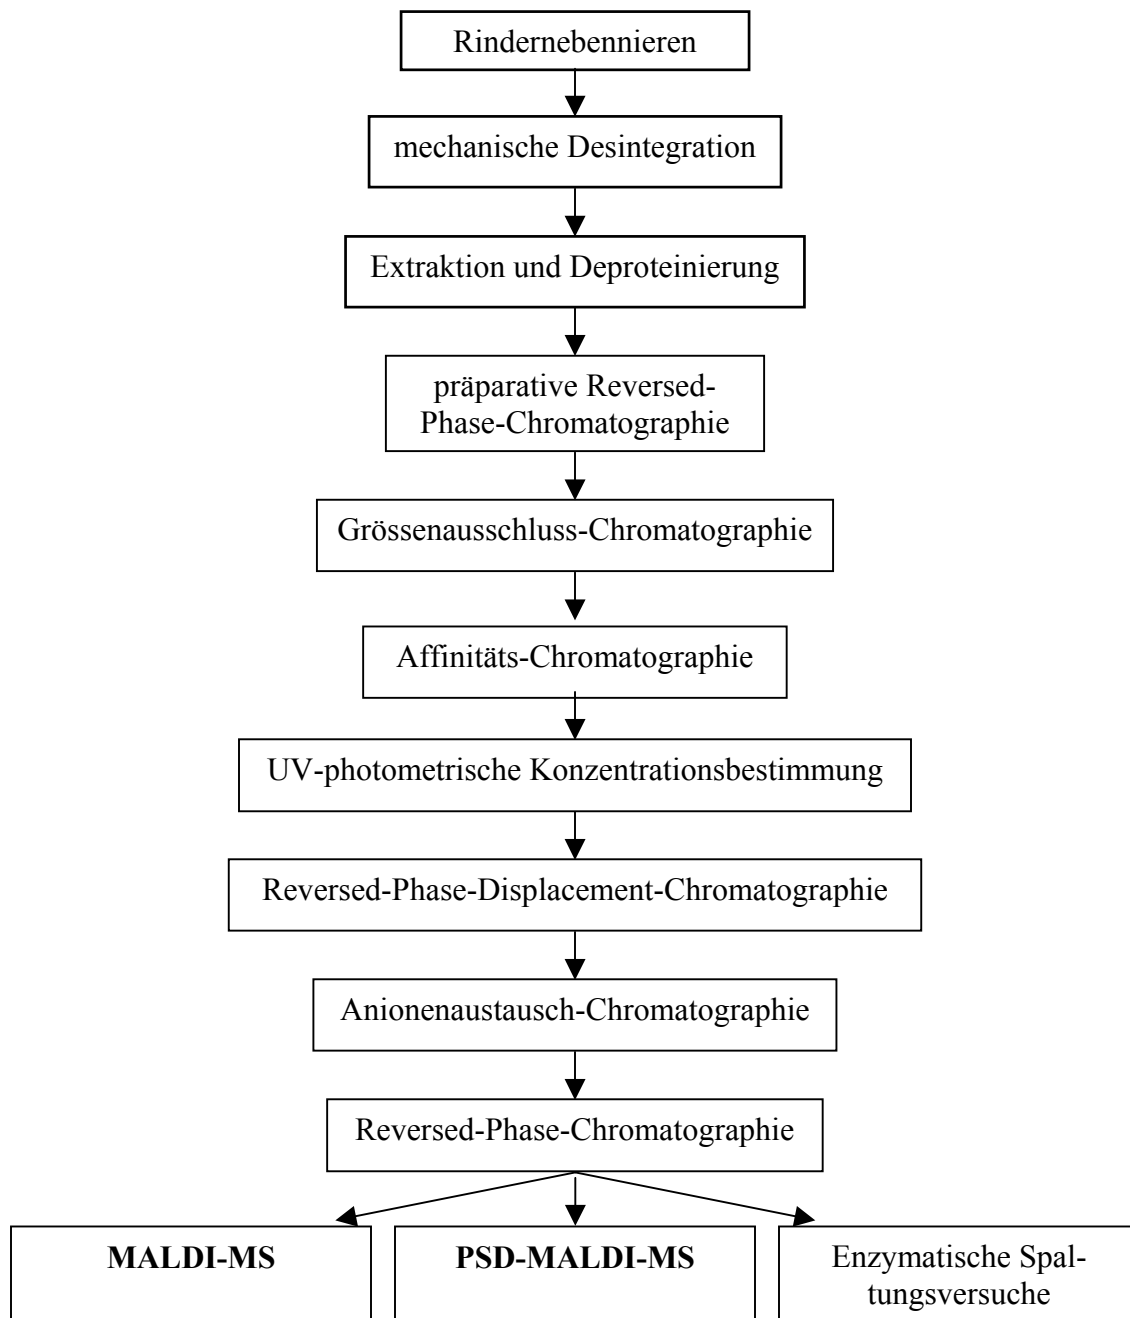 Rindernebennieren
mechanische Desintegration
Extraktion und Deproteinierung
präparative Reversed-
Phase-Chromatographie
Grössenausschluss-Chromatographie
Affinitäts-Chromatographie
UV-photometrische Konzentrationsbestimmung
Reversed-Phase-Displacement-Chromatographie
Anionenaustausch-Chromatographie
Reversed-Phase-Chromatographie
MALDI-MS
PSD-MALDI-MS
Enzymatische Spal-
tungsversuche